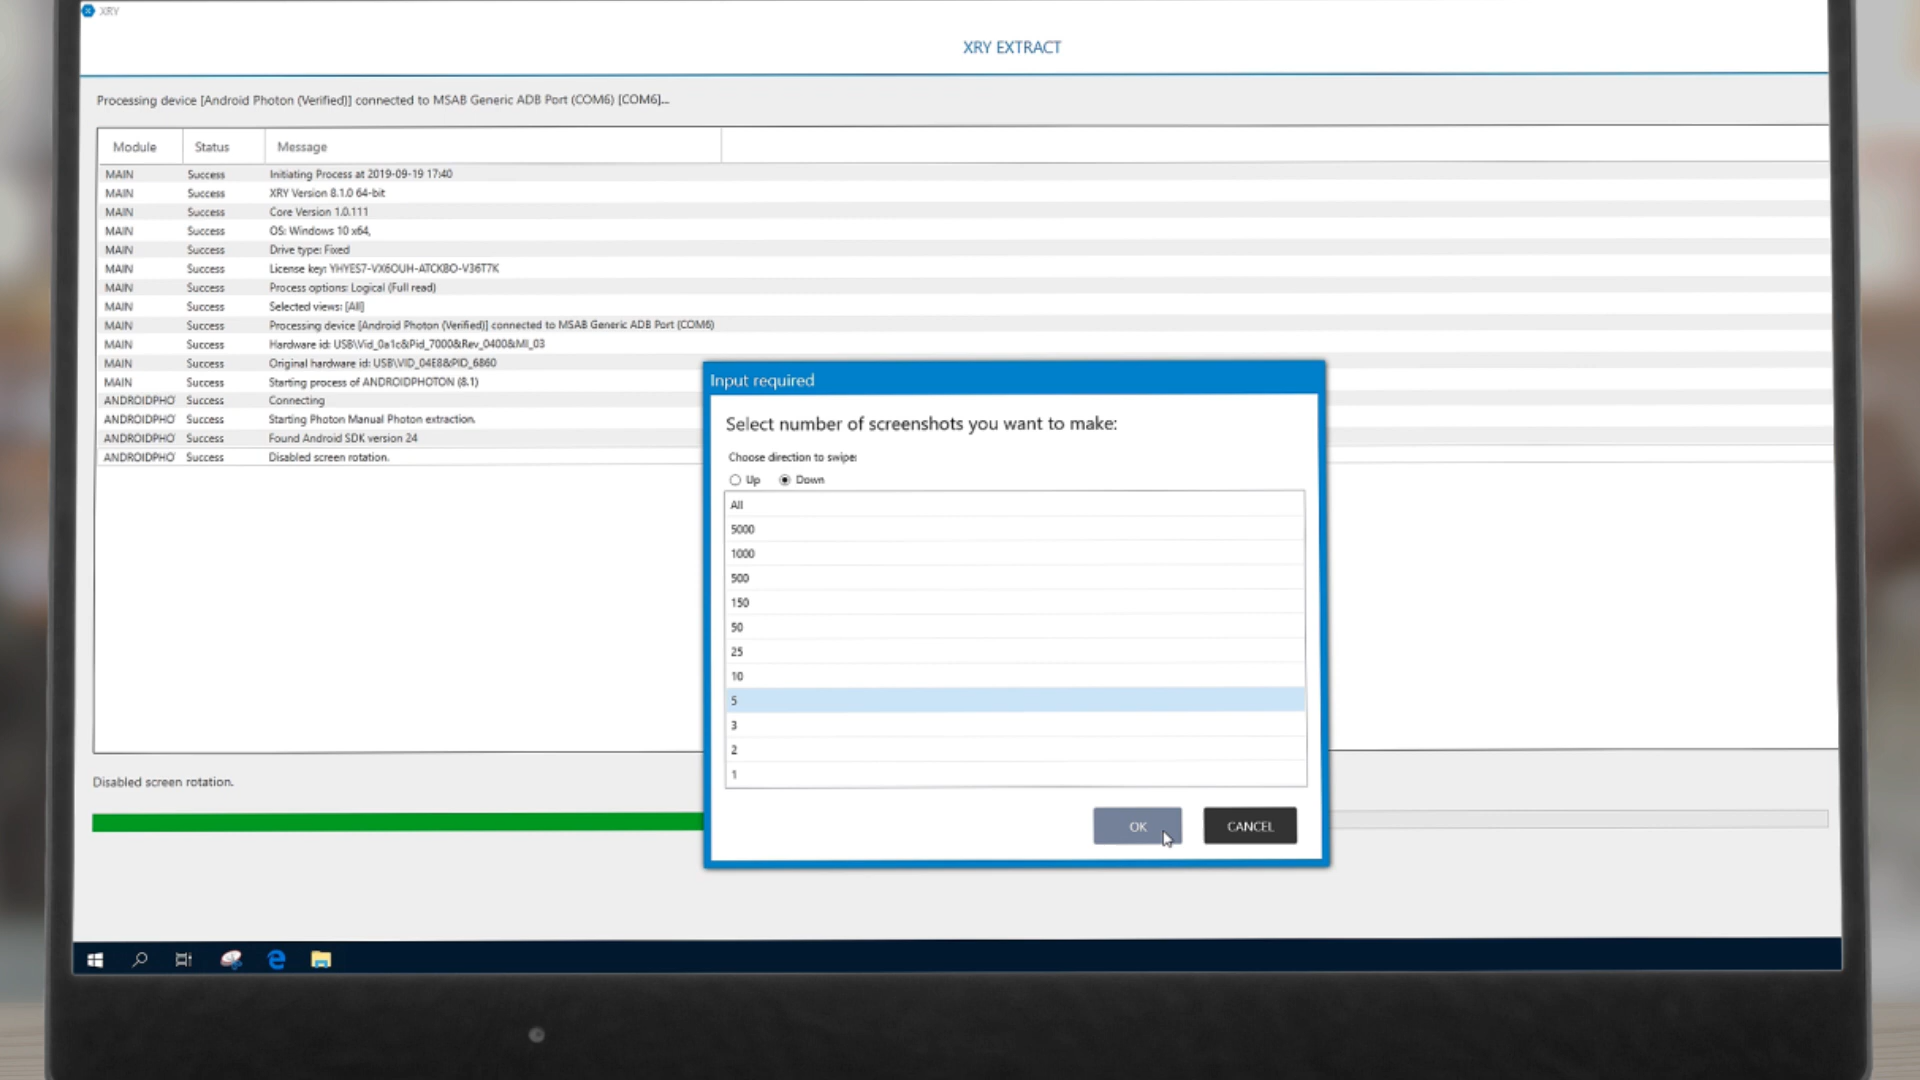 XRY
XRY EXTRACT
Processing device [Android Photon (Verified)] connected to MSAB Generic ADB Port (COM6) [COM6]...
Module Status Message
MAIN Success Initiating Process at 2019-09-19 17:40
MAIN Success XRY Version 8.1.0 64-bit
MAIN Success Core Version 1.0.111
MAIN Success OS: Windows 10 x64,
MAIN Success Drive type: Fixed
MAIN Success License key: YHYES7-VX6OUH-ATCKBO-V36T7K
MAIN Success Process options: Logical (Full read)
MAIN Success Selected views: [All]
MAIN Success Processing device [Android Photon (Verified)] connected to MSAB Generic ADB Port (COM6)
MAIN Success Hardware id: USB\Vid_0a1c&Pid_7000&Rev_0400&MI_03
MAIN Success Original hardware id: USB\VID_04E8&PID_6860
MAIN Success Starting process of ANDROIDPHOTON (8.1)
ANDROIDPHO Success Connecting
ANDROIDPHO Success Starting Photon Manual Photon extraction.
ANDROIDPHO Success Found Android SDK version 24
ANDROIDPHO Success Disabled screen rotation.
Input required
Select number of screenshots you want to make:
Choose direction to swipe:
Up Down
All
5000
1000
500
150
50
25
10
5
3
2
1
OK CANCEL
Disabled screen rotation.